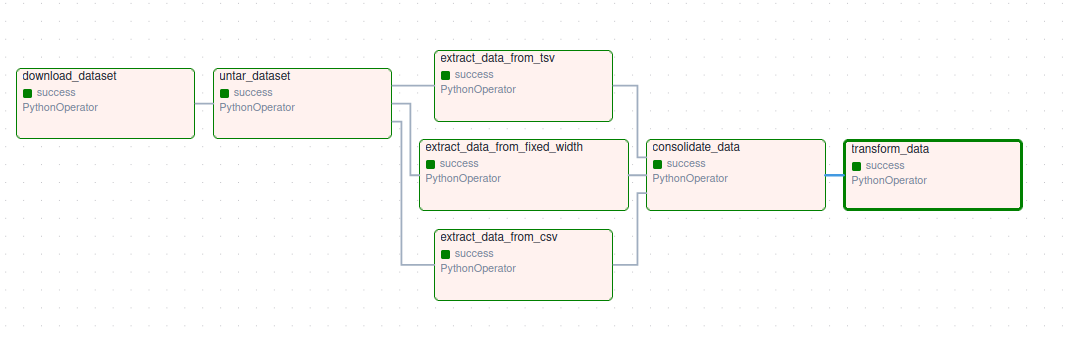 download_dataset
success
PythonOperator
untar_dataset
success
PythonOperator
extract_data_from_tsv
success
PythonOperator
extract_data_from_fixed_width
success
PythonOperator
extract_data_from_csv
success
PythonOperator
consolidate_data
success
PythonOperator
transform_data
success
PythonOperator